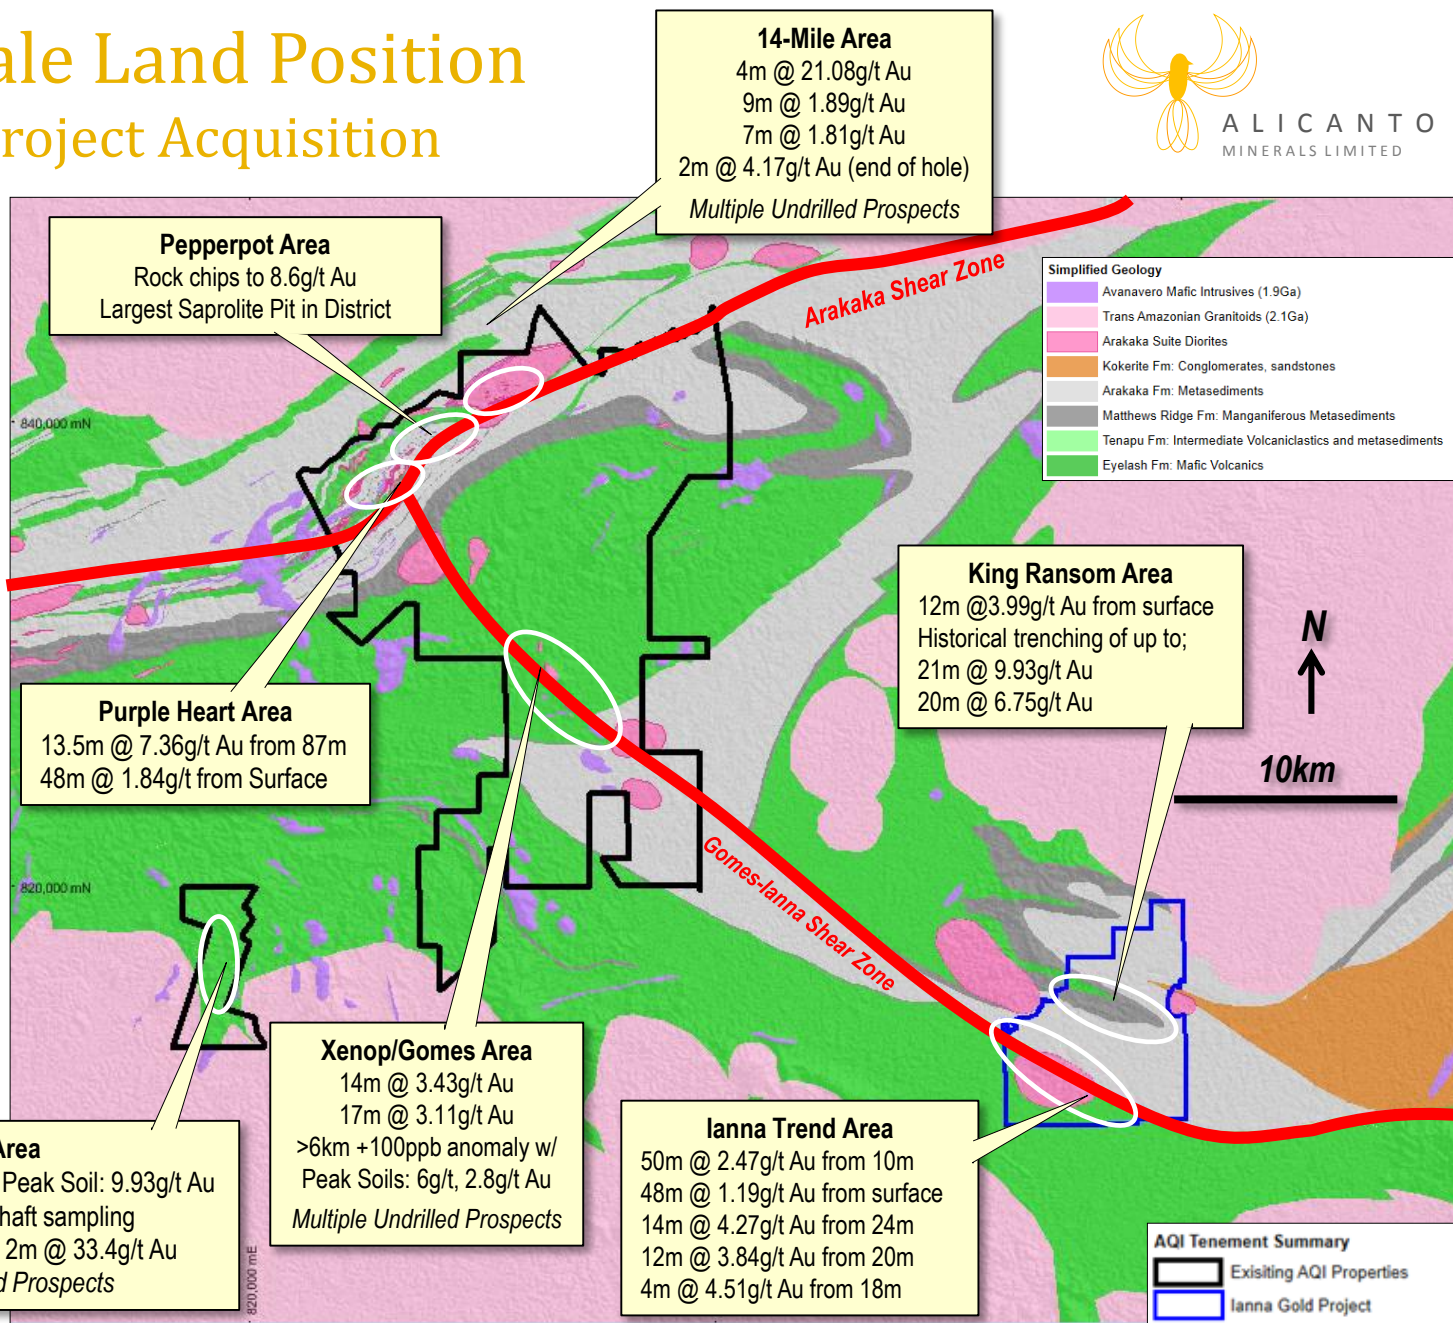 ale Land Position
roject Acquisition
ALICANTO
MINERALS LIMITED
14-Mile Area
4m @ 21.08g/t Au
9m @ 1.89g/t Au
7m @ 1.81g/t Au
2m @ 4.17g/t Au (end of hole)
Multiple Undrilled Prospects
Pepperpot Area
Rock chips to 8.6g/t Au
Largest Saprolite Pit in District
Arakaka Shear Zone
Simplified Geology
Avanavero Mafic Intrusives (1.9Ga)
Trans Amazonian Granitoids (2.1Ga)
Arakaka Suite Diorites
Kokerite Fm: Conglomerates, sandstones
Arakaka Fm: Metasediments
Matthews Ridge Fm: Manganiferous Metasediments
Tenapu Fm: Intermediate Volcaniclastics and metasediments
Eyelash Fm: Mafic Volcanics
840,000 mN
King Ransom Area
12m @3.99g/t Au from surface
Historical trenching of up to;
21m @ 9.93g/t Au
20m @ 6.75g/t Au
N
10km
Purple Heart Area
13.5m @ 7.36g/t Au from 87m
48m @ 1.84g/t from Surface
Gomes-Ianna Shear Zone
820,000 mN
Xenop/Gomes Area
14m @ 3.43g/t Au
17m @ 3.11g/t Au
>6km +100ppb anomaly w/
Peak Soils: 6g/t, 2.8g/t Au
Multiple Undrilled Prospects
Area
Peak Soil: 9.93g/t Au
haft sampling
2m @ 33.4g/t Au
d Prospects
820,000 mE
Ianna Trend Area
50m @ 2.47g/t Au from 10m
48m @ 1.19g/t Au from surface
14m @ 4.27g/t Au from 24m
12m @ 3.84g/t Au from 20m
4m @ 4.51g/t Au from 18m
AQI Tenement Summary
Exisiting AQI Properties
Ianna Gold Project